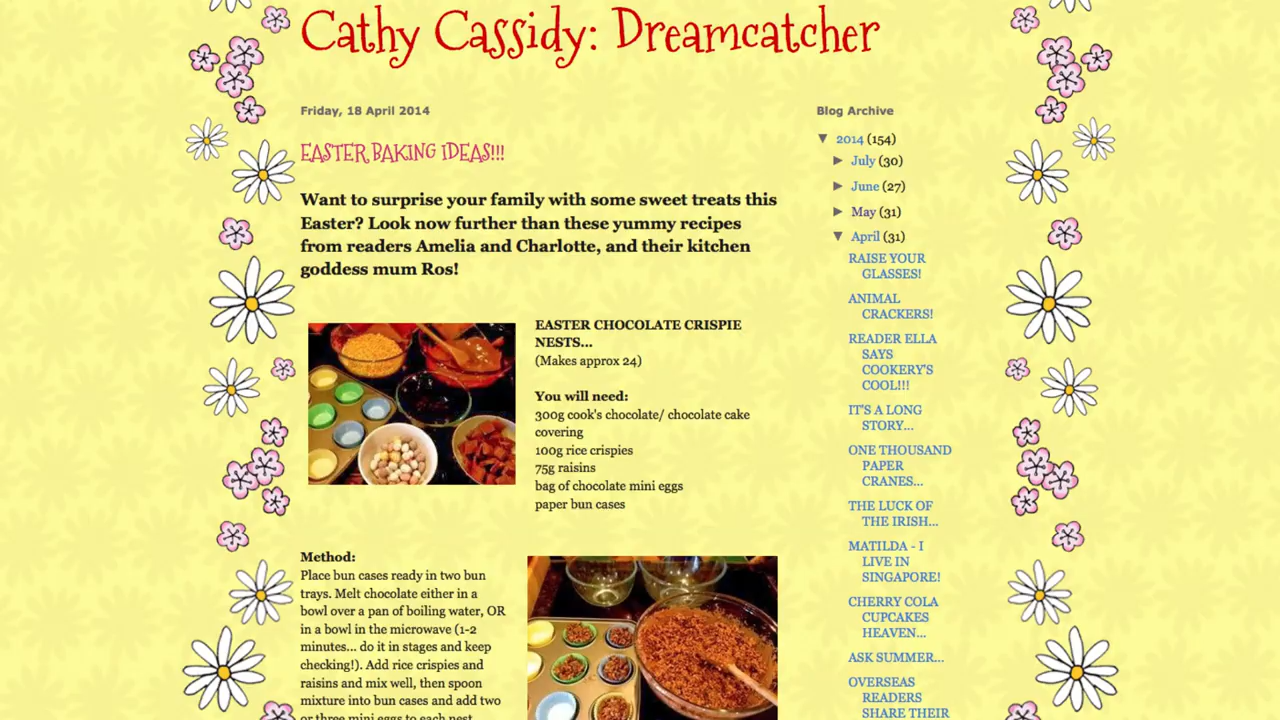 Cathy Cassidy: Dreamcatcher
Friday, 18 April 2014
EASTER BAKING IDEAS!!!
Want to surprise your family with some sweet treats this
Easter? Look now further than these yummy recipes
from readers Amelia and Charlotte, and their kitchen
goddess mum Ros!
EASTER CHOCOLATE CRISPIE
NESTS...
(Makes approx 24)
You will need:
300g cook's chocolate/ chocolate cake
covering
100g rice crispies
75g raisins
bag of chocolate mini eggs
paper bun cases
Method:
Place bun cases ready in two bun
trays. Melt chocolate either in a
bowl over a pan of boiling water, OR
in a bowl in the microwave (1-2
minutes... do it in stages and keep
checking!). Add rice crispies and
raisins and mix well, then spoon
mixture into bun cases and add two
or three mini eggs to each nest.
Blog Archive
▼ 2014 (154)
► July (30)
► June (27)
► May (31)
▼ April (31)
RAISE YOUR
GLASSES!
ANIMAL
CRACKERS!
READER ELLA
SAYS
COOKERY'S
COOL!!!
IT'S A LONG
STORY...
ONE THOUSAND
PAPER
CRANES...
THE LUCK OF
THE IRISH...
MATILDA - I
LIVE IN
SINGAPORE!
CHERRY COLA
CUPCAKES
HEAVEN...
ASK SUMMER...
OVERSEAS
READERS
SHARE THEIR